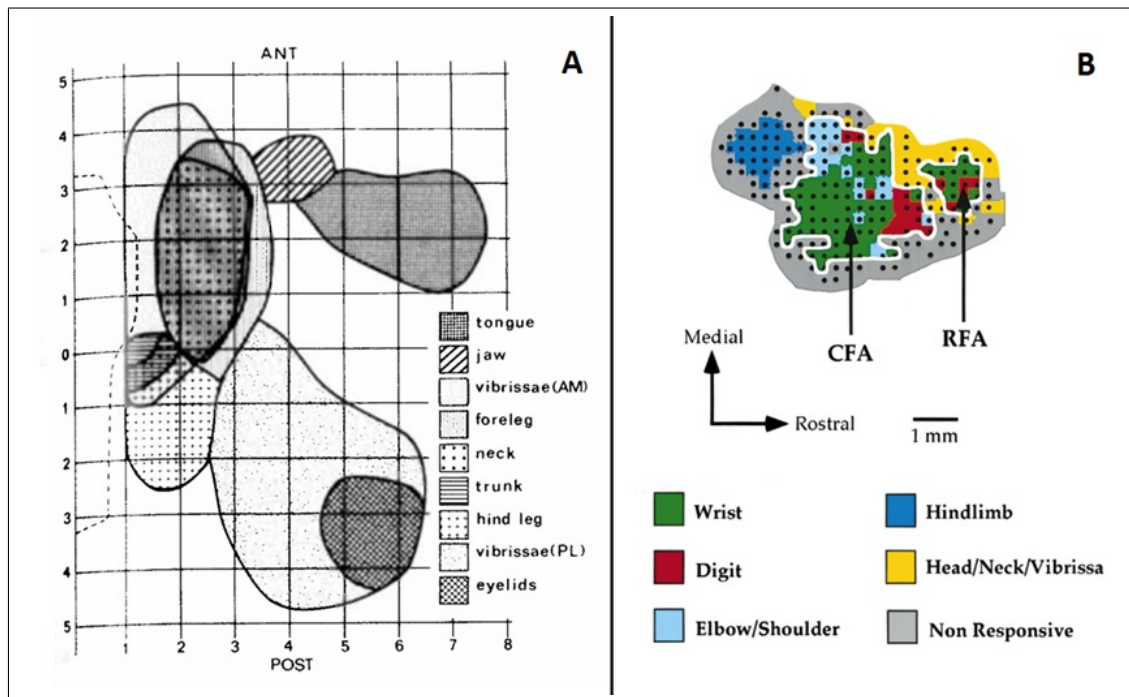 ANT
A
5
4
3
2
1
0
1
2
3
4
5
1 2 3 4 5 6 7 8
POST
tongue
jaw
vibrissae(AM)
foreleg
neck
trunk
hind leg
vibrissae(PL)
eyelids
B
CFA
RFA
Medial
Rostral
1 mm
Wrist
Hindlimb
Digit
Head/Neck/Vibrissa
Elbow/Shoulder
Non Responsive